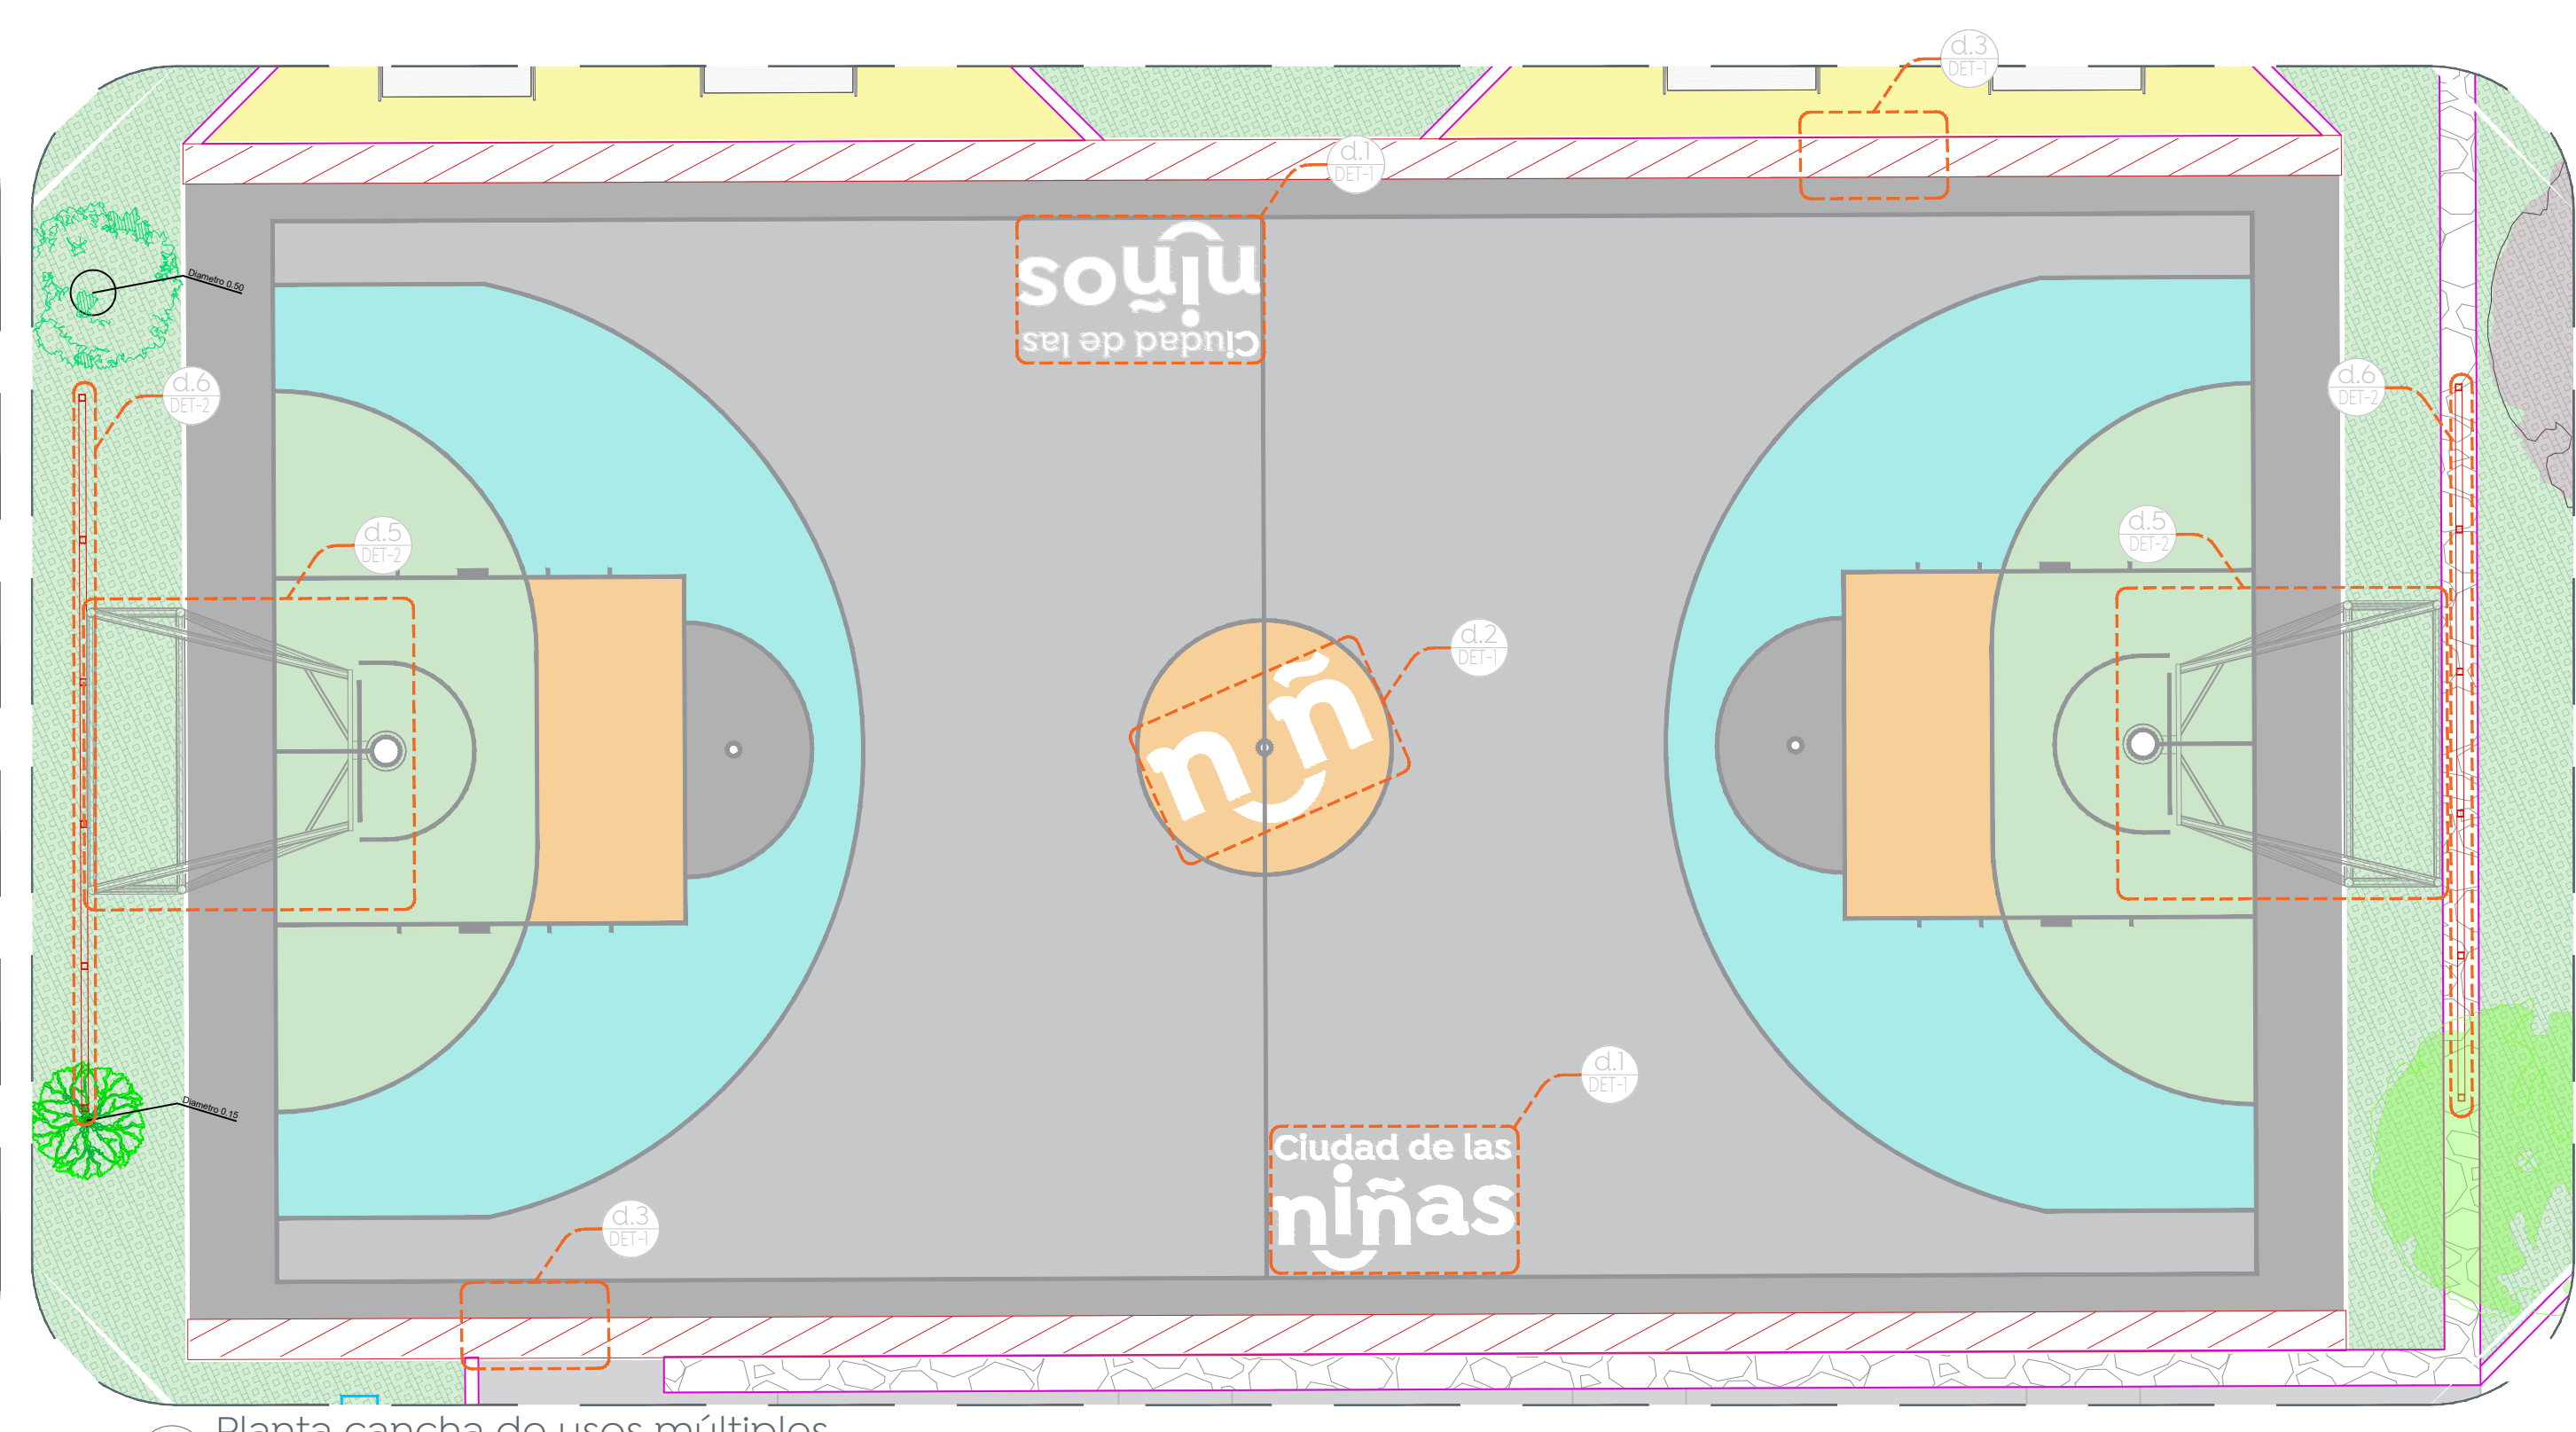 d.3
DET-1
d.1
DET-1
niños
Ciudad de las
Diametro 0.50
d.6
DET-2
d.6
DET-2
d.5
DET-2
d.5
DET-2
d.2
DET-1
nñ
d.1
DET-1
Diametro 0.15
Ciudad de las
niñas
d.3
DET-1
Planta cancha de usos múltiples